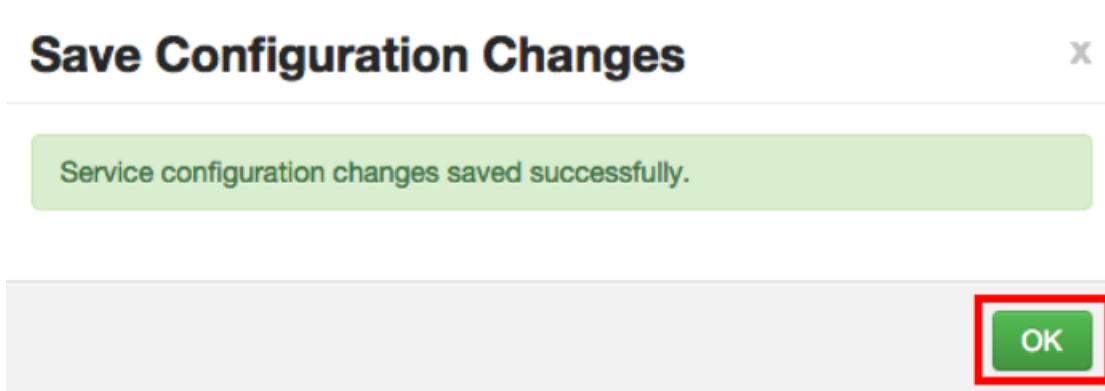 Save Configuration Changes
x
Service configuration changes saved successfully.
OK